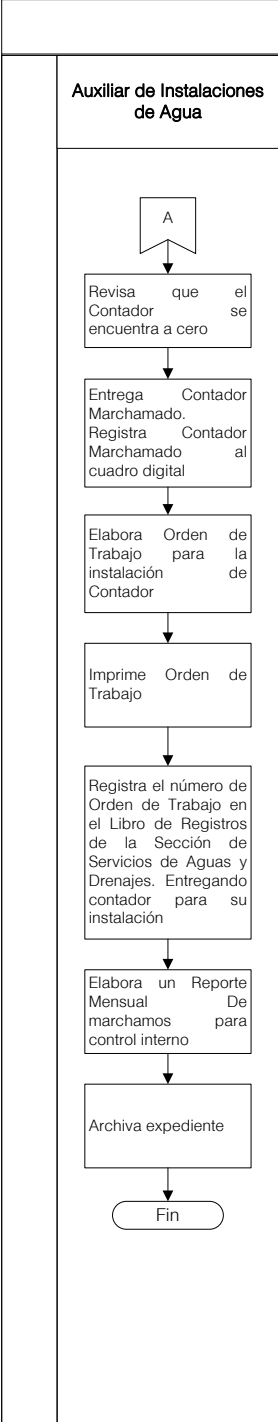 Auxiliar de Instalaciones
de Agua
A
Revisa que el
Contador se
encuentra a cero
Entrega Contador
Marchamado.
Registra Contador
Marchamado al
cuadro digital
Elabora Orden de
Trabajo para la
instalación de
Contador
Imprime Orden de
Trabajo
Registra el número de
Orden de Trabajo en
el Libro de Registros
de la Sección de
Servicios de Aguas y
Drenajes. Entregando
contador para su
instalación
Elabora un Reporte
Mensual De
marchamos para
control interno
Archiva expediente
Fin